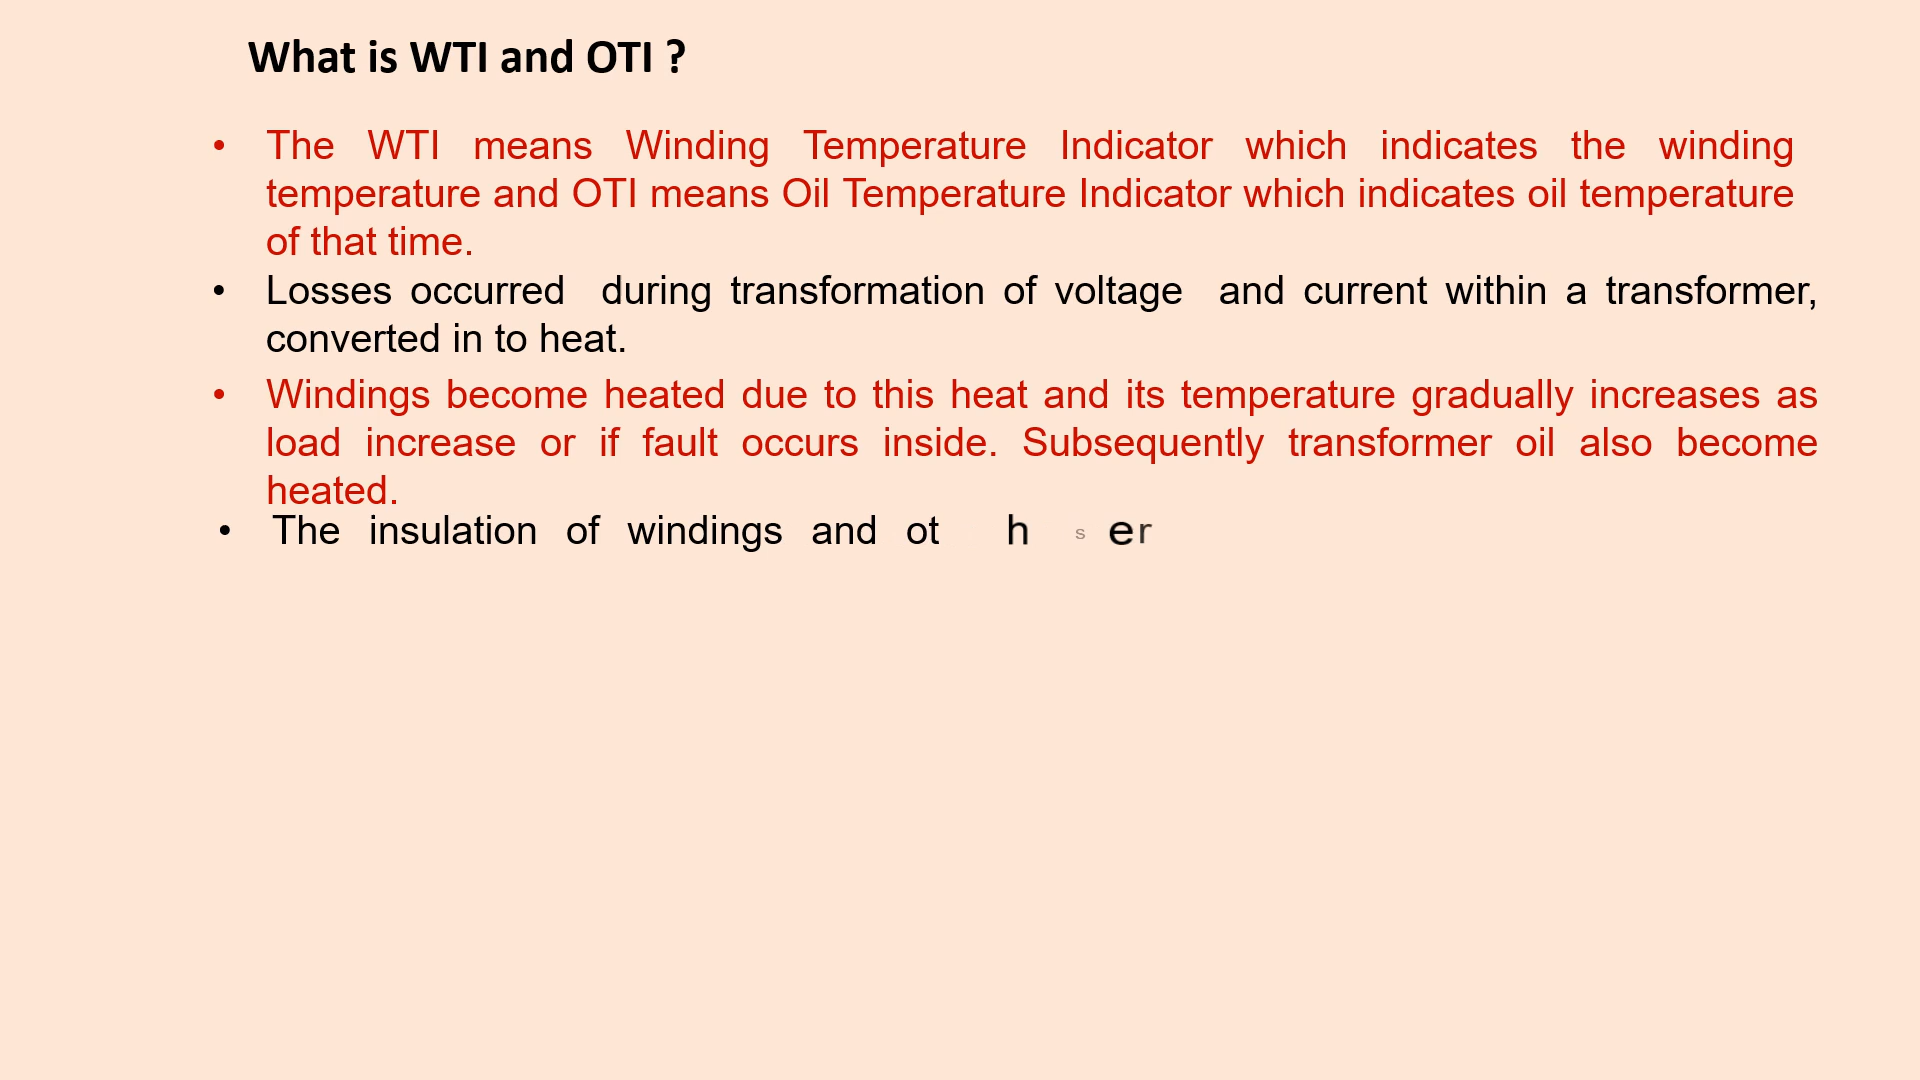 What is WTI and OTI ?
• The WTI means Winding Temperature Indicator which indicates the winding
temperature and OTI means Oil Temperature Indicator which indicates oil temperature
of that time.
• Losses occurred during transformation of voltage and current within a transformer,
converted in to heat.
• Windings become heated due to this heat and its temperature gradually increases as
load increase or if fault occurs inside. Subsequently transformer oil also become
heated.
• The insulation of windings and ot h s er